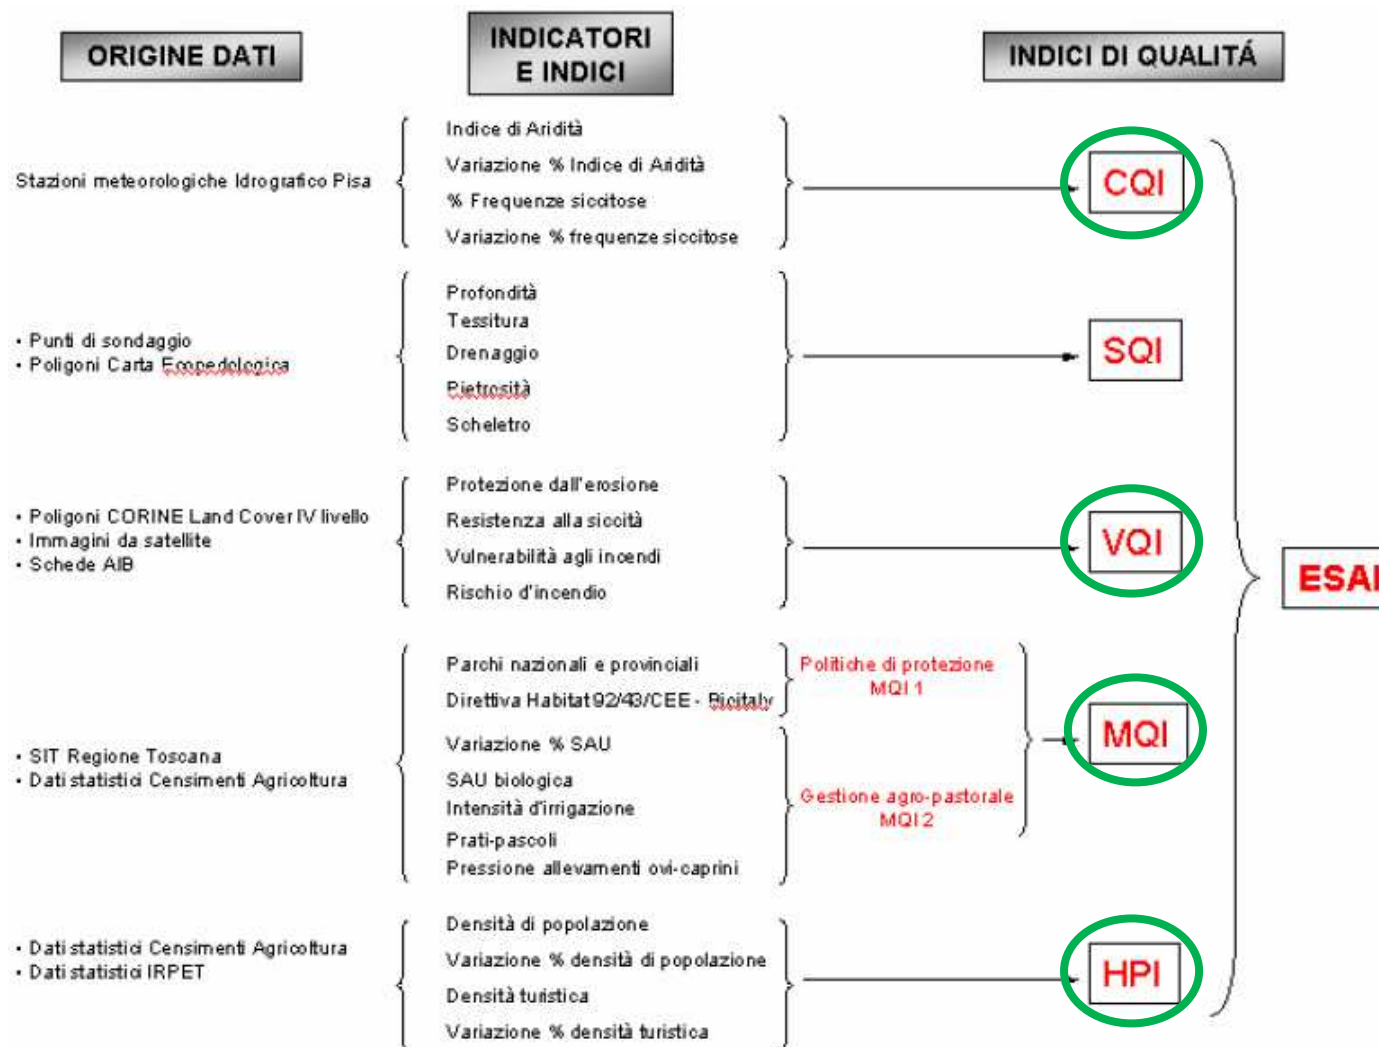 ORIGINE DATI
INDICATORI
E INDICI
INDICI DI QUALITÁ
Stazioni meteorologiche Idrografico Pisa
Indice di Aridità
Variazione % Indice di Aridità
% Frequenze siccitose
Variazione % frequenze siccitose
CQI
• Punti di sondaggio
• Poligoni Carta Ecopedologica
Profondità
Tessitura
Drenaggio
Pietrosità
Scheletro
SQI
• Poligoni CORINE Land Cover IV livello
• Immagini da satellite
• Schede AIB
Protezione dall'erosione
Resistenza alla siccità
Vulnerabilità agli incendi
Rischio d'incendio
VQI
ESAI
• SIT Regione Toscana
• Dati statistici Censimenti Agricoltura
Parchi nazionali e provinciali
Direttiva Habitat 92/43/CEE - Bioitaly
Variazione % SAU
SAU biologica
Intensità d'irrigazione
Prati-pascoli
Pressione allevamenti ovi-caprini
Politiche di protezione
MQI 1
Gestione agro-pastorale
MQI 2
MQI
• Dati statistici Censimenti Agricoltura
• Dati statistici IRPET
Densità di popolazione
Variazione % densità di popolazione
Densità turistica
Variazione % densità turistica
HPI